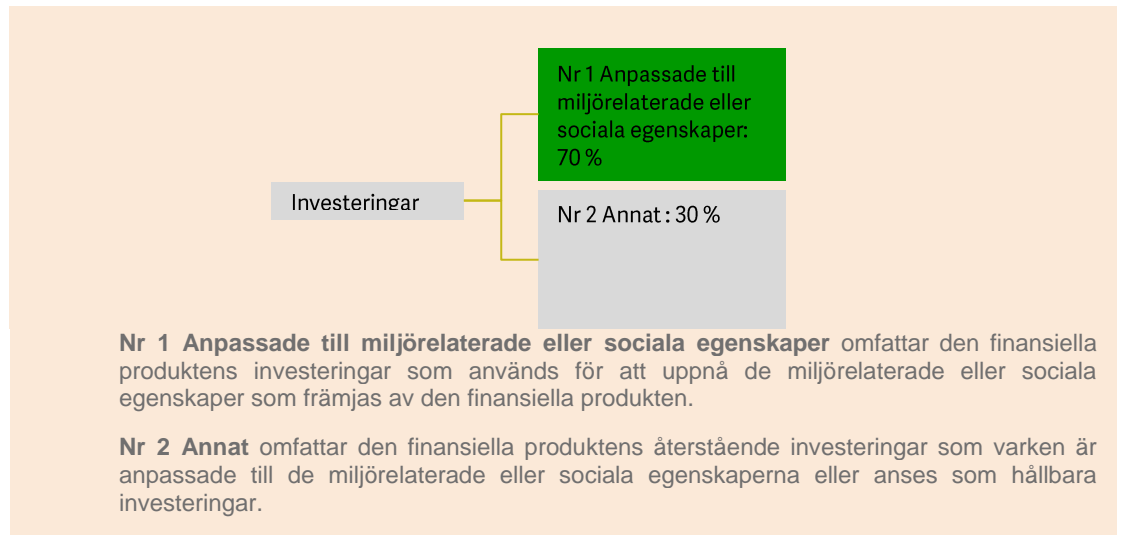 Nr 1 Anpassade till
miljörelaterade eller
sociala egenskaper:
70 %
Investeringar
Nr 2 Annat : 30 %
Nr 1 Anpassade till miljörelaterade eller sociala egenskaper omfattar den finansiella
produktens investeringar som används för att uppnå de miljörelaterade eller sociala
egenskaper som främjas av den finansiella produkten.
Nr 2 Annat omfattar den finansiella produktens återstående investeringar som varken är
anpassade till de miljörelaterade eller sociala egenskaperna eller anses som hållbara
investeringar.